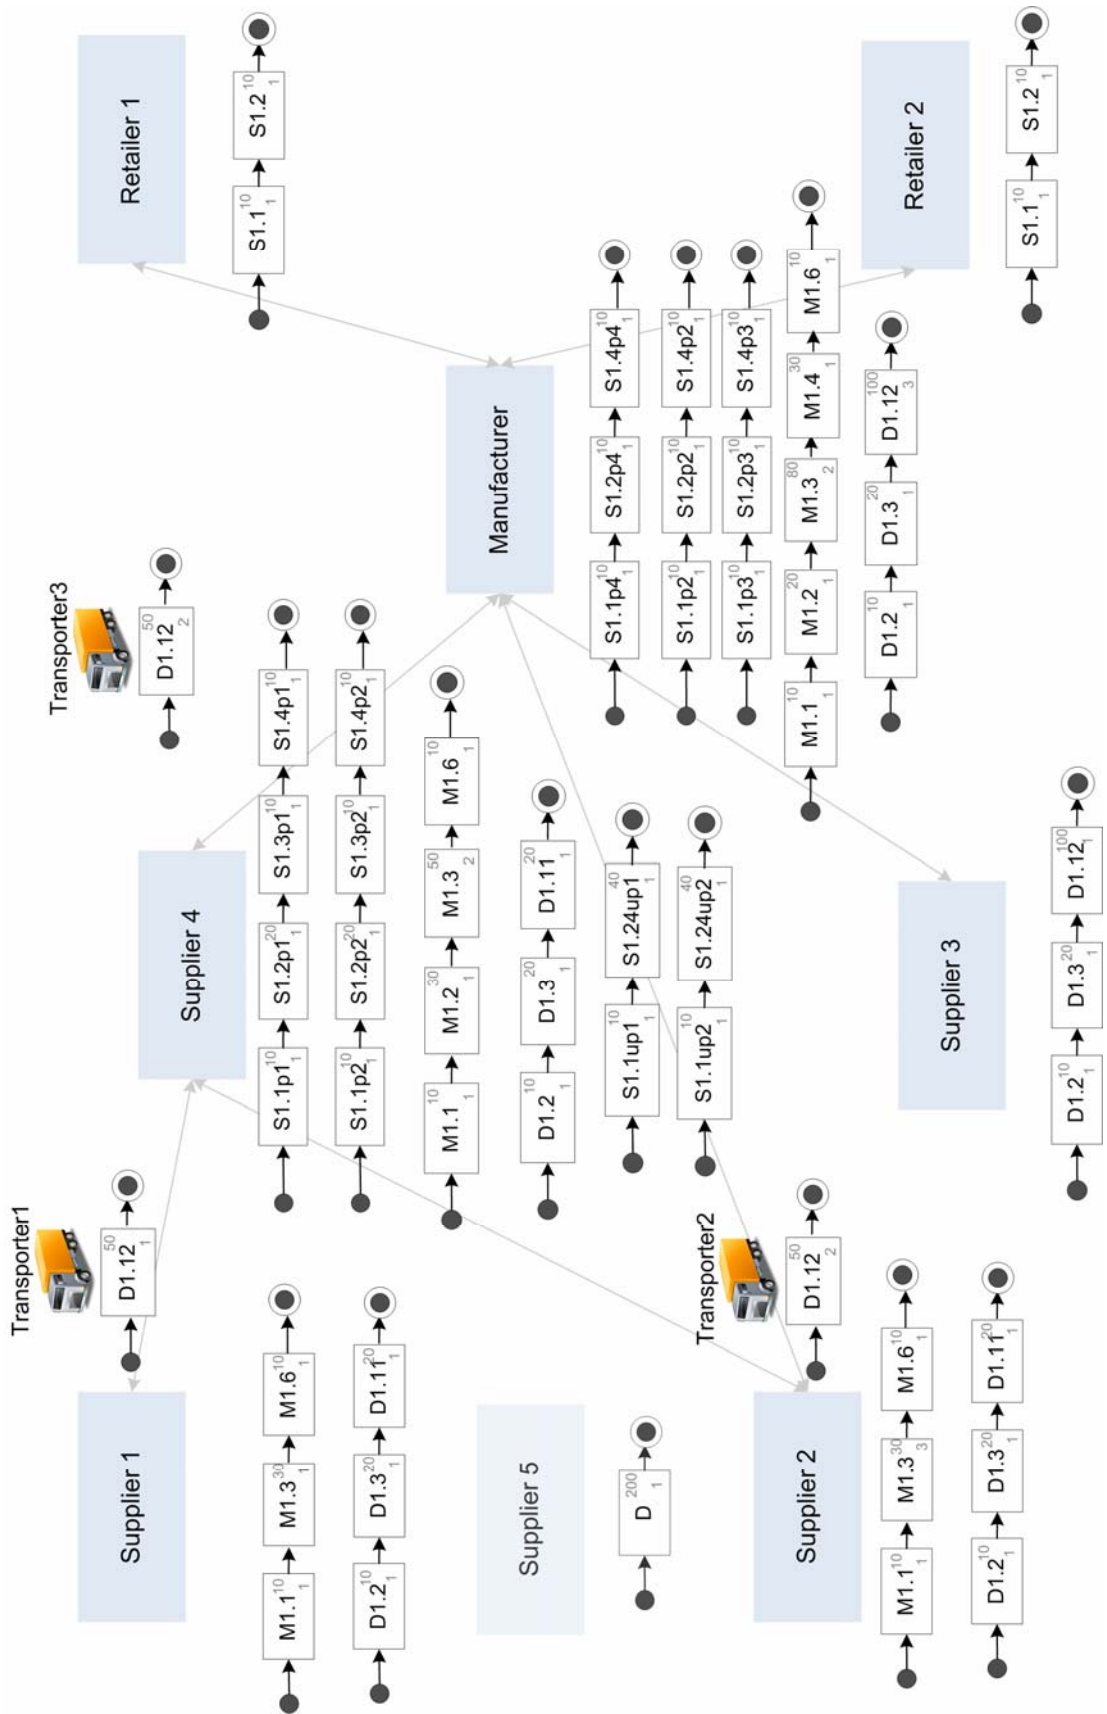 Supplier 1
M1.1 10 1 M1.3 30 1 M1.6 10 1
D1.2 10 1 D1.3 20 1 D1.11 20 1
Supplier 5
D 200 1
Supplier 2
M1.1 10 1 M1.3 30 3 M1.6 10 1
D1.2 10 1 D1.3 20 1 D1.11 20 1
Transporter1
D1.12 50 1
Transporter2
D1.12 50 2
Supplier 4
S1.1p1 10 1 S1.2p1 20 1 S1.3p1 10 1 S1.4p1 10 1
S1.1p2 10 1 S1.2p2 20 1 S1.3p2 10 1 S1.4p2 10 1
M1.1 10 1 M1.2 30 1 M1.3 50 2 M1.6 10 1
D1.2 10 1 D1.3 20 1 D1.11 20 1
S1.1up1 10 1 S1.24up1 40 1
S1.1up2 10 1 S1.24up2 40 1
Supplier 3
D1.2 10 1 D1.3 20 1 D1.12 100 1
Transporter3
D1.12 50 2
Manufacturer
S1.1p4 10 1 S1.2p4 10 1 S1.4p4 10 1
S1.1p2 10 1 S1.2p2 10 1 S1.4p2 10 1
S1.1p3 10 1 S1.2p3 10 1 S1.4p3 10 1
M1.1 10 1 M1.2 20 1 M1.3 80 2 M1.4 30 1 M1.6 10 1
D1.2 10 1 D1.3 20 1 D1.12 100 3
Retailer 1
S1.1 10 1 S1.2 10 1
Retailer 2
S1.1 10 1 S1.2 10 1